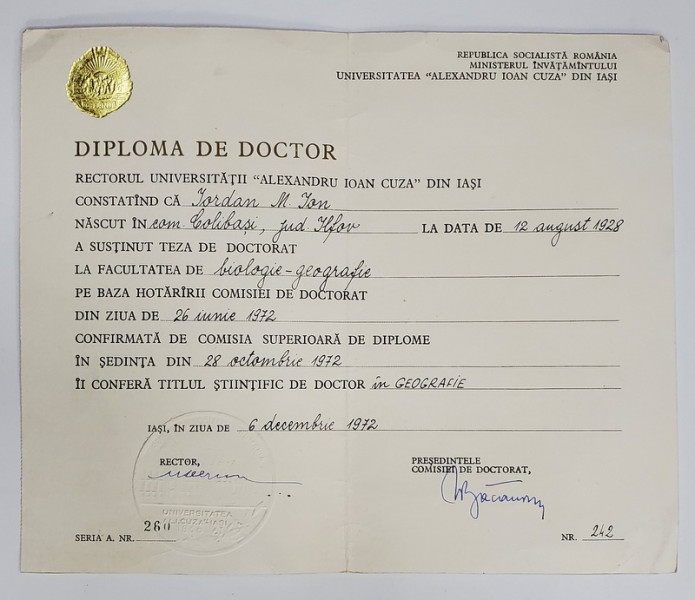 REPUBLICA SOCIALISTĂ ROMÂNIA
MINISTERUL ÎNVĂȚĂMÎNTULUI
UNIVERSITATEA "ALEXANDRU IOAN CUZA" DIN IAȘI
DIPLOMA DE DOCTOR
RECTORUL UNIVERSITĂȚII "ALEXANDRU IOAN CUZA" DIN IAȘI
CONSTATÎND CĂ Iordan M. Ion
NĂSCUT ÎN com. Colibași, jud. Ilfov LA DATA DE 12 august 1928
A SUSȚINUT TEZA DE DOCTORAT
LA FACULTATEA DE biologie-geografie
PE BAZA HOTĂRÎRII COMISIEI DE DOCTORAT
DIN ZIUA DE 26 iunie 1972
CONFIRMATĂ DE COMISIA SUPERIOARĂ DE DIPLOME
ÎN ȘEDINȚA DIN 28 octombrie 1972
ÎI CONFERĂ TITLUL ȘTIINȚIFIC DE DOCTOR în GEOGRAFIE
IAȘI, ÎN ZIUA DE 6 decembrie 1972
RECTOR,
PREȘEDINTELE
COMISIEI DE DOCTORAT,
UNIVERSITATEA
SERIA A. NR. 260
NR. 242